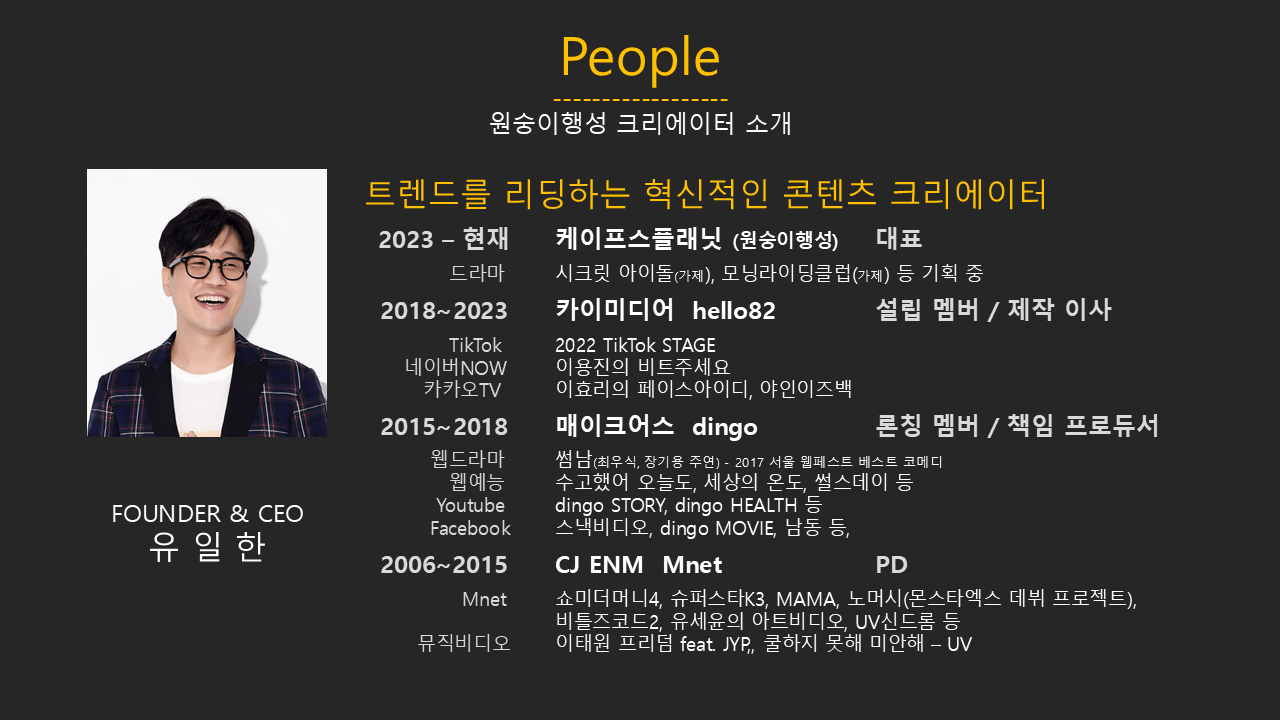 People
------------------
원숭이행성 크리에이터 소개
트렌드를 리딩하는 혁신적인 콘텐츠 크리에이터
2023 – 현재 케이프스플래닛 (원숭이행성) 대표
드라마 시크릿 아이돌(가제), 모닝라이딩클럽(가제) 등 기획 중
2018~2023 카이미디어 hello82 설립 멤버 / 제작 이사
TikTok 2022 TikTok STAGE
네이버NOW 이용진의 비트주세요
카카오TV 이효리의 페이스아이디, 야인이즈백
2015~2018 매이크어스 dingo 론칭 멤버 / 책임 프로듀서
웹드라마 썸남(최우식, 장기용 주연) - 2017 서울 웹페스트 베스트 코메디
웹예능 수고했어 오늘도, 세상의 온도, 썰스데이 등
Youtube dingo STORY, dingo HEALTH 등
Facebook 스낵비디오, dingo MOVIE, 남동 등,
2006~2015 CJ ENM Mnet PD
Mnet 쇼미더머니4, 슈퍼스타K3, MAMA, 노머시(몬스타엑스 데뷔 프로젝트),
비틀즈코드2, 유세윤의 아트비디오, UV신드롬 등
뮤직비디오 이태원 프리덤 feat. JYP,, 쿨하지 못해 미안해 – UV
FOUNDER & CEO
유 일 한